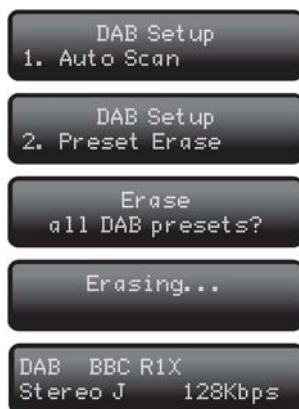 DAB Setup
1. Auto Scan
DAB Setup
2. Preset Erase
Erase
all DAB presets?
Erasing...
DAB BBC R1X
Stereo J 128Kbps